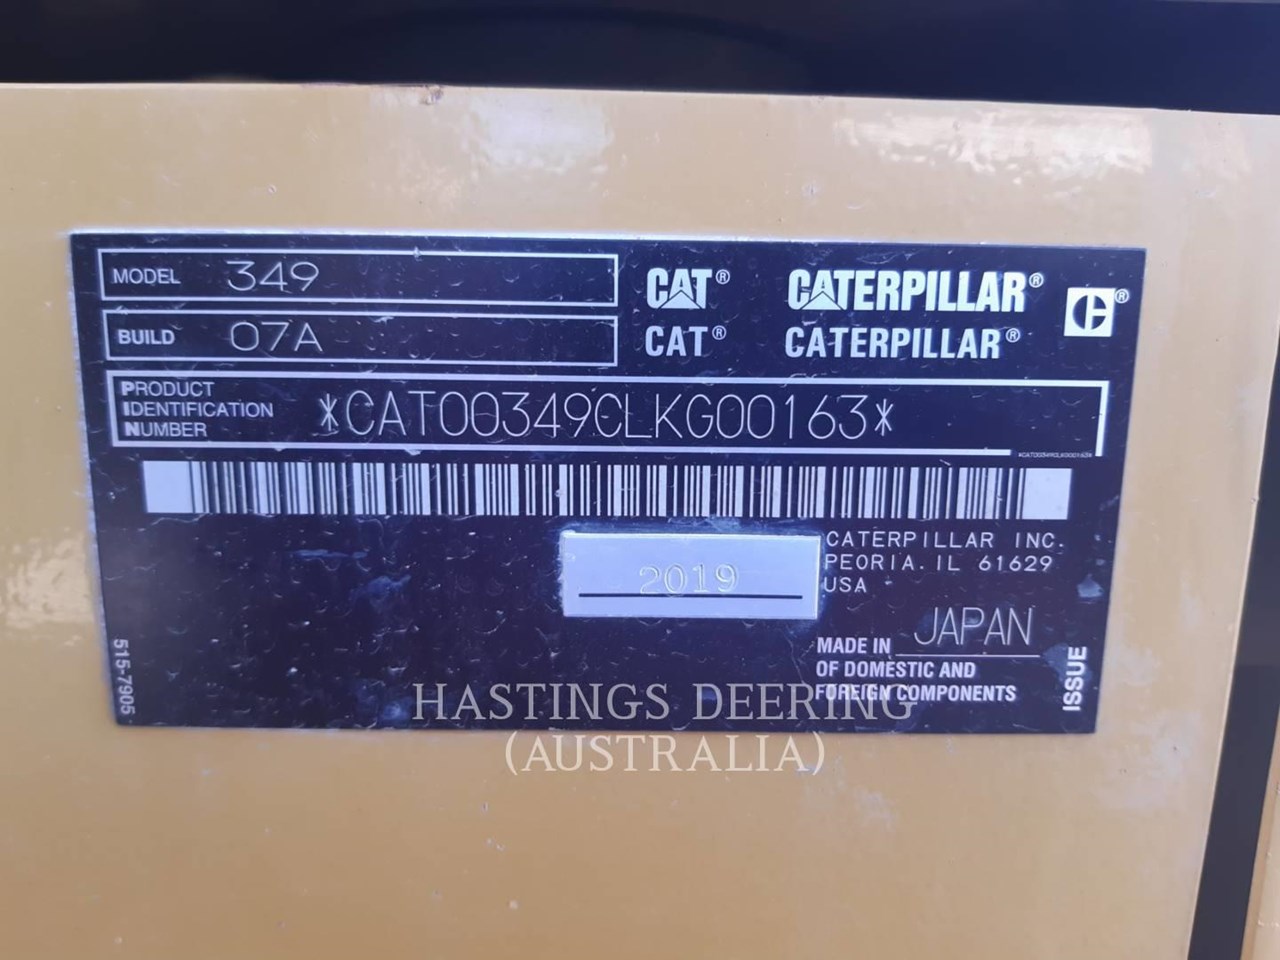 MODEL 349
CAT® CATERPILLAR® C®
BUILD 07A
CAT® CATERPILLAR®
PRODUCT
IDENTIFICATION
NUMBER
*CAT00349CLKG00163*
*CAT00349CLKG00163*
2019
CATERPILLAR INC.
PEORIA. IL 61629
USA
MADE IN JAPAN
OF DOMESTIC AND
FOREIGN COMPONENTS
ISSUE
515-7905
HASTINGS DEERING
(AUSTRALIA)